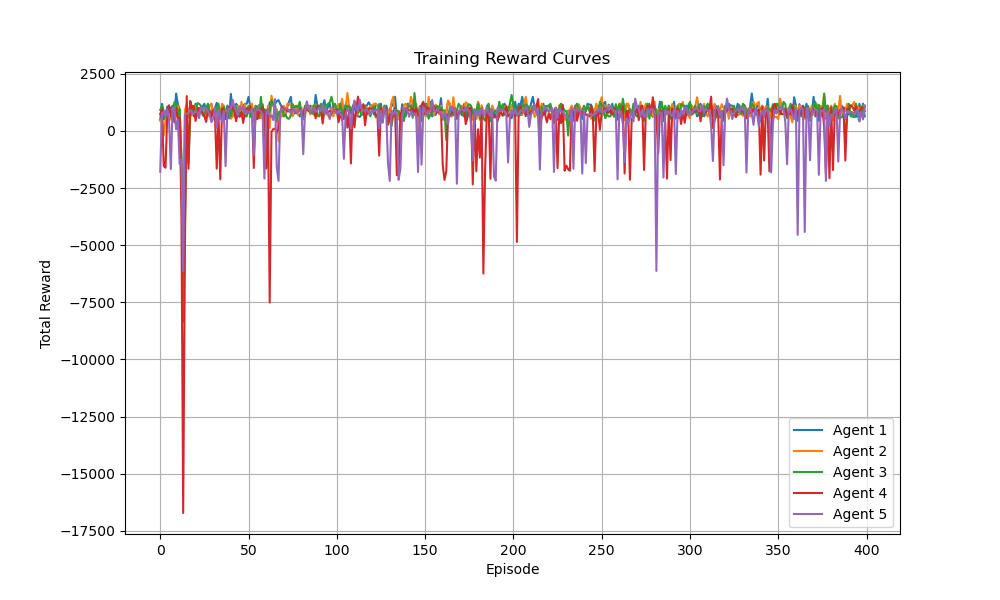 Training Reward Curves
2500
0
−2500
−5000
−7500
−10000
−12500
−15000
−17500
Total Reward
0 50 100 150 200 250 300 350 400
Episode
Agent 1
Agent 2
Agent 3
Agent 4
Agent 5